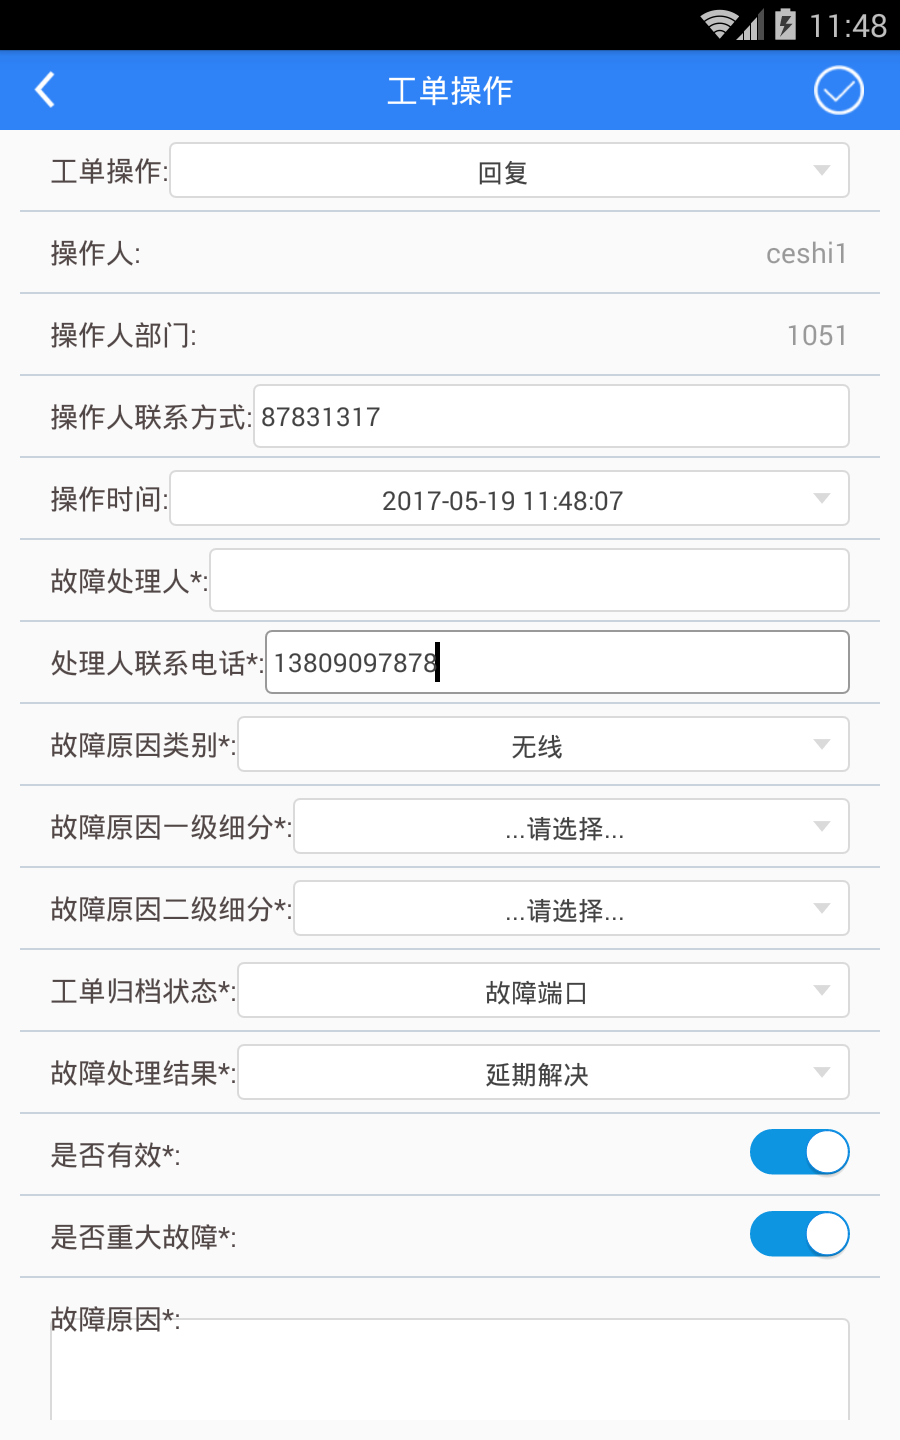 11:48
工单操作
工单操作: 回复
操作人: ceshi1
操作人部门: 1051
操作人联系方式: 87831317
操作时间: 2017-05-19 11:48:07
故障处理人*:
处理人联系电话*: 13809097878
故障原因类别*: 无线
故障原因一级细分*: ...请选择...
故障原因二级细分*: ...请选择...
工单归档状态*: 故障端口
故障处理结果*: 延期解决
是否有效*:
是否重大故障*:
故障原因*: